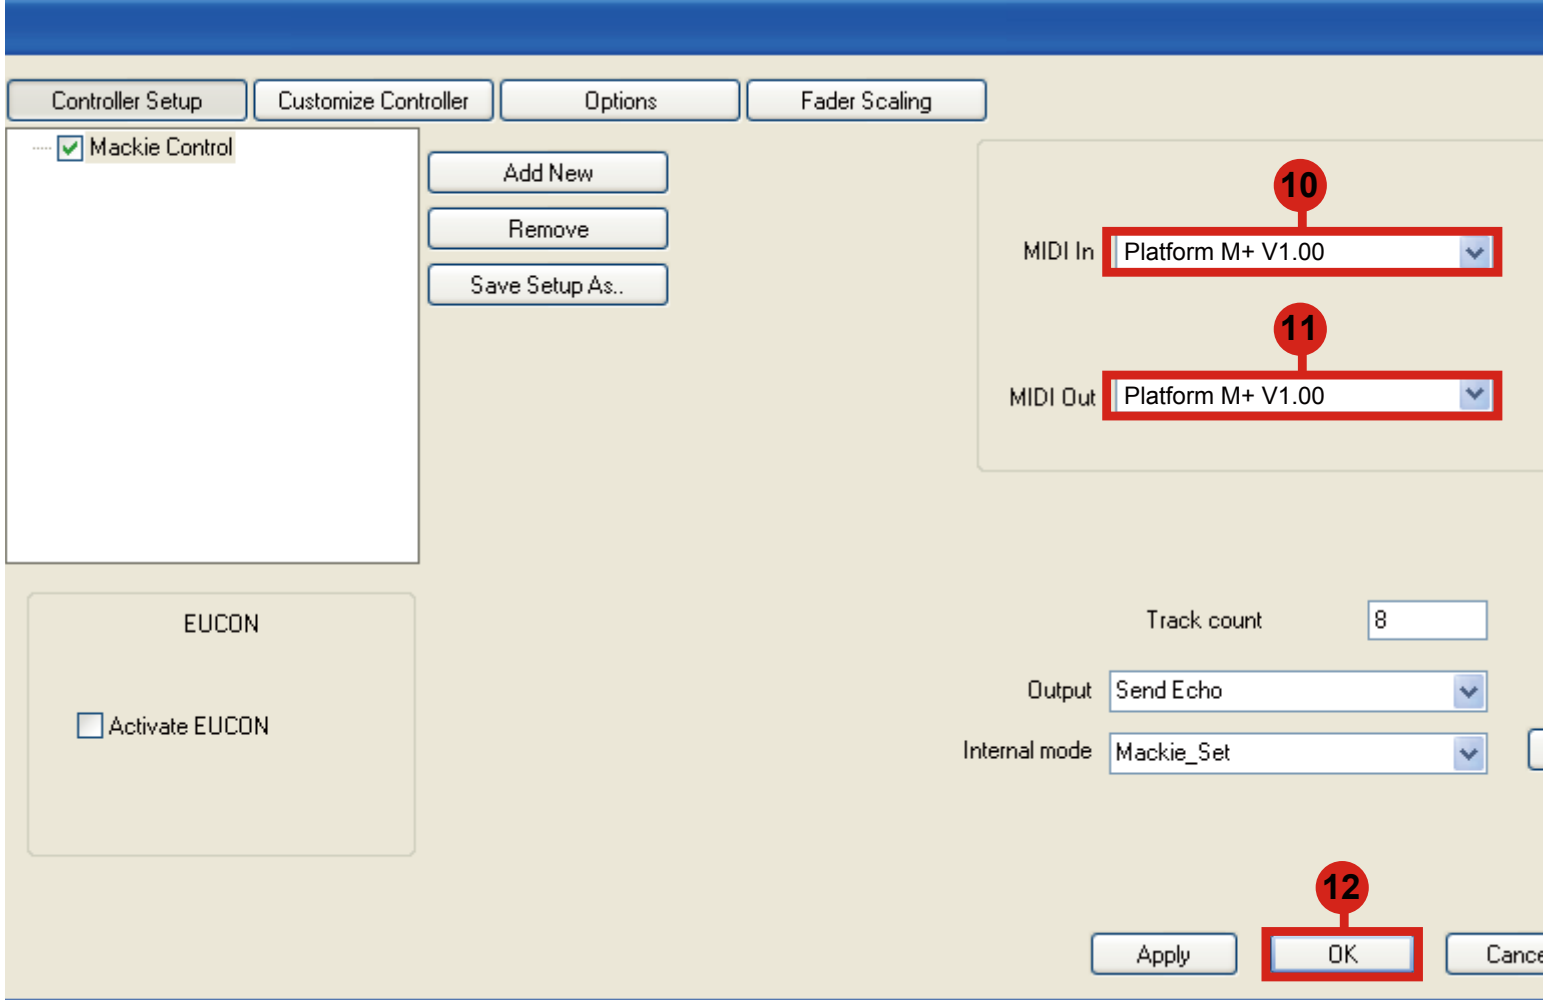 Controller Setup
Customize Controller
Options
Fader Scaling
Mackie Control
Add New
Remove
Save Setup As..
10
MIDI In
Platform M+ V1.00
11
MIDI Out
Platform M+ V1.00
EUCON
Activate EUCON
Track count
8
Output
Send Echo
Internal mode
Mackie_Set
12
Apply
OK
Cance